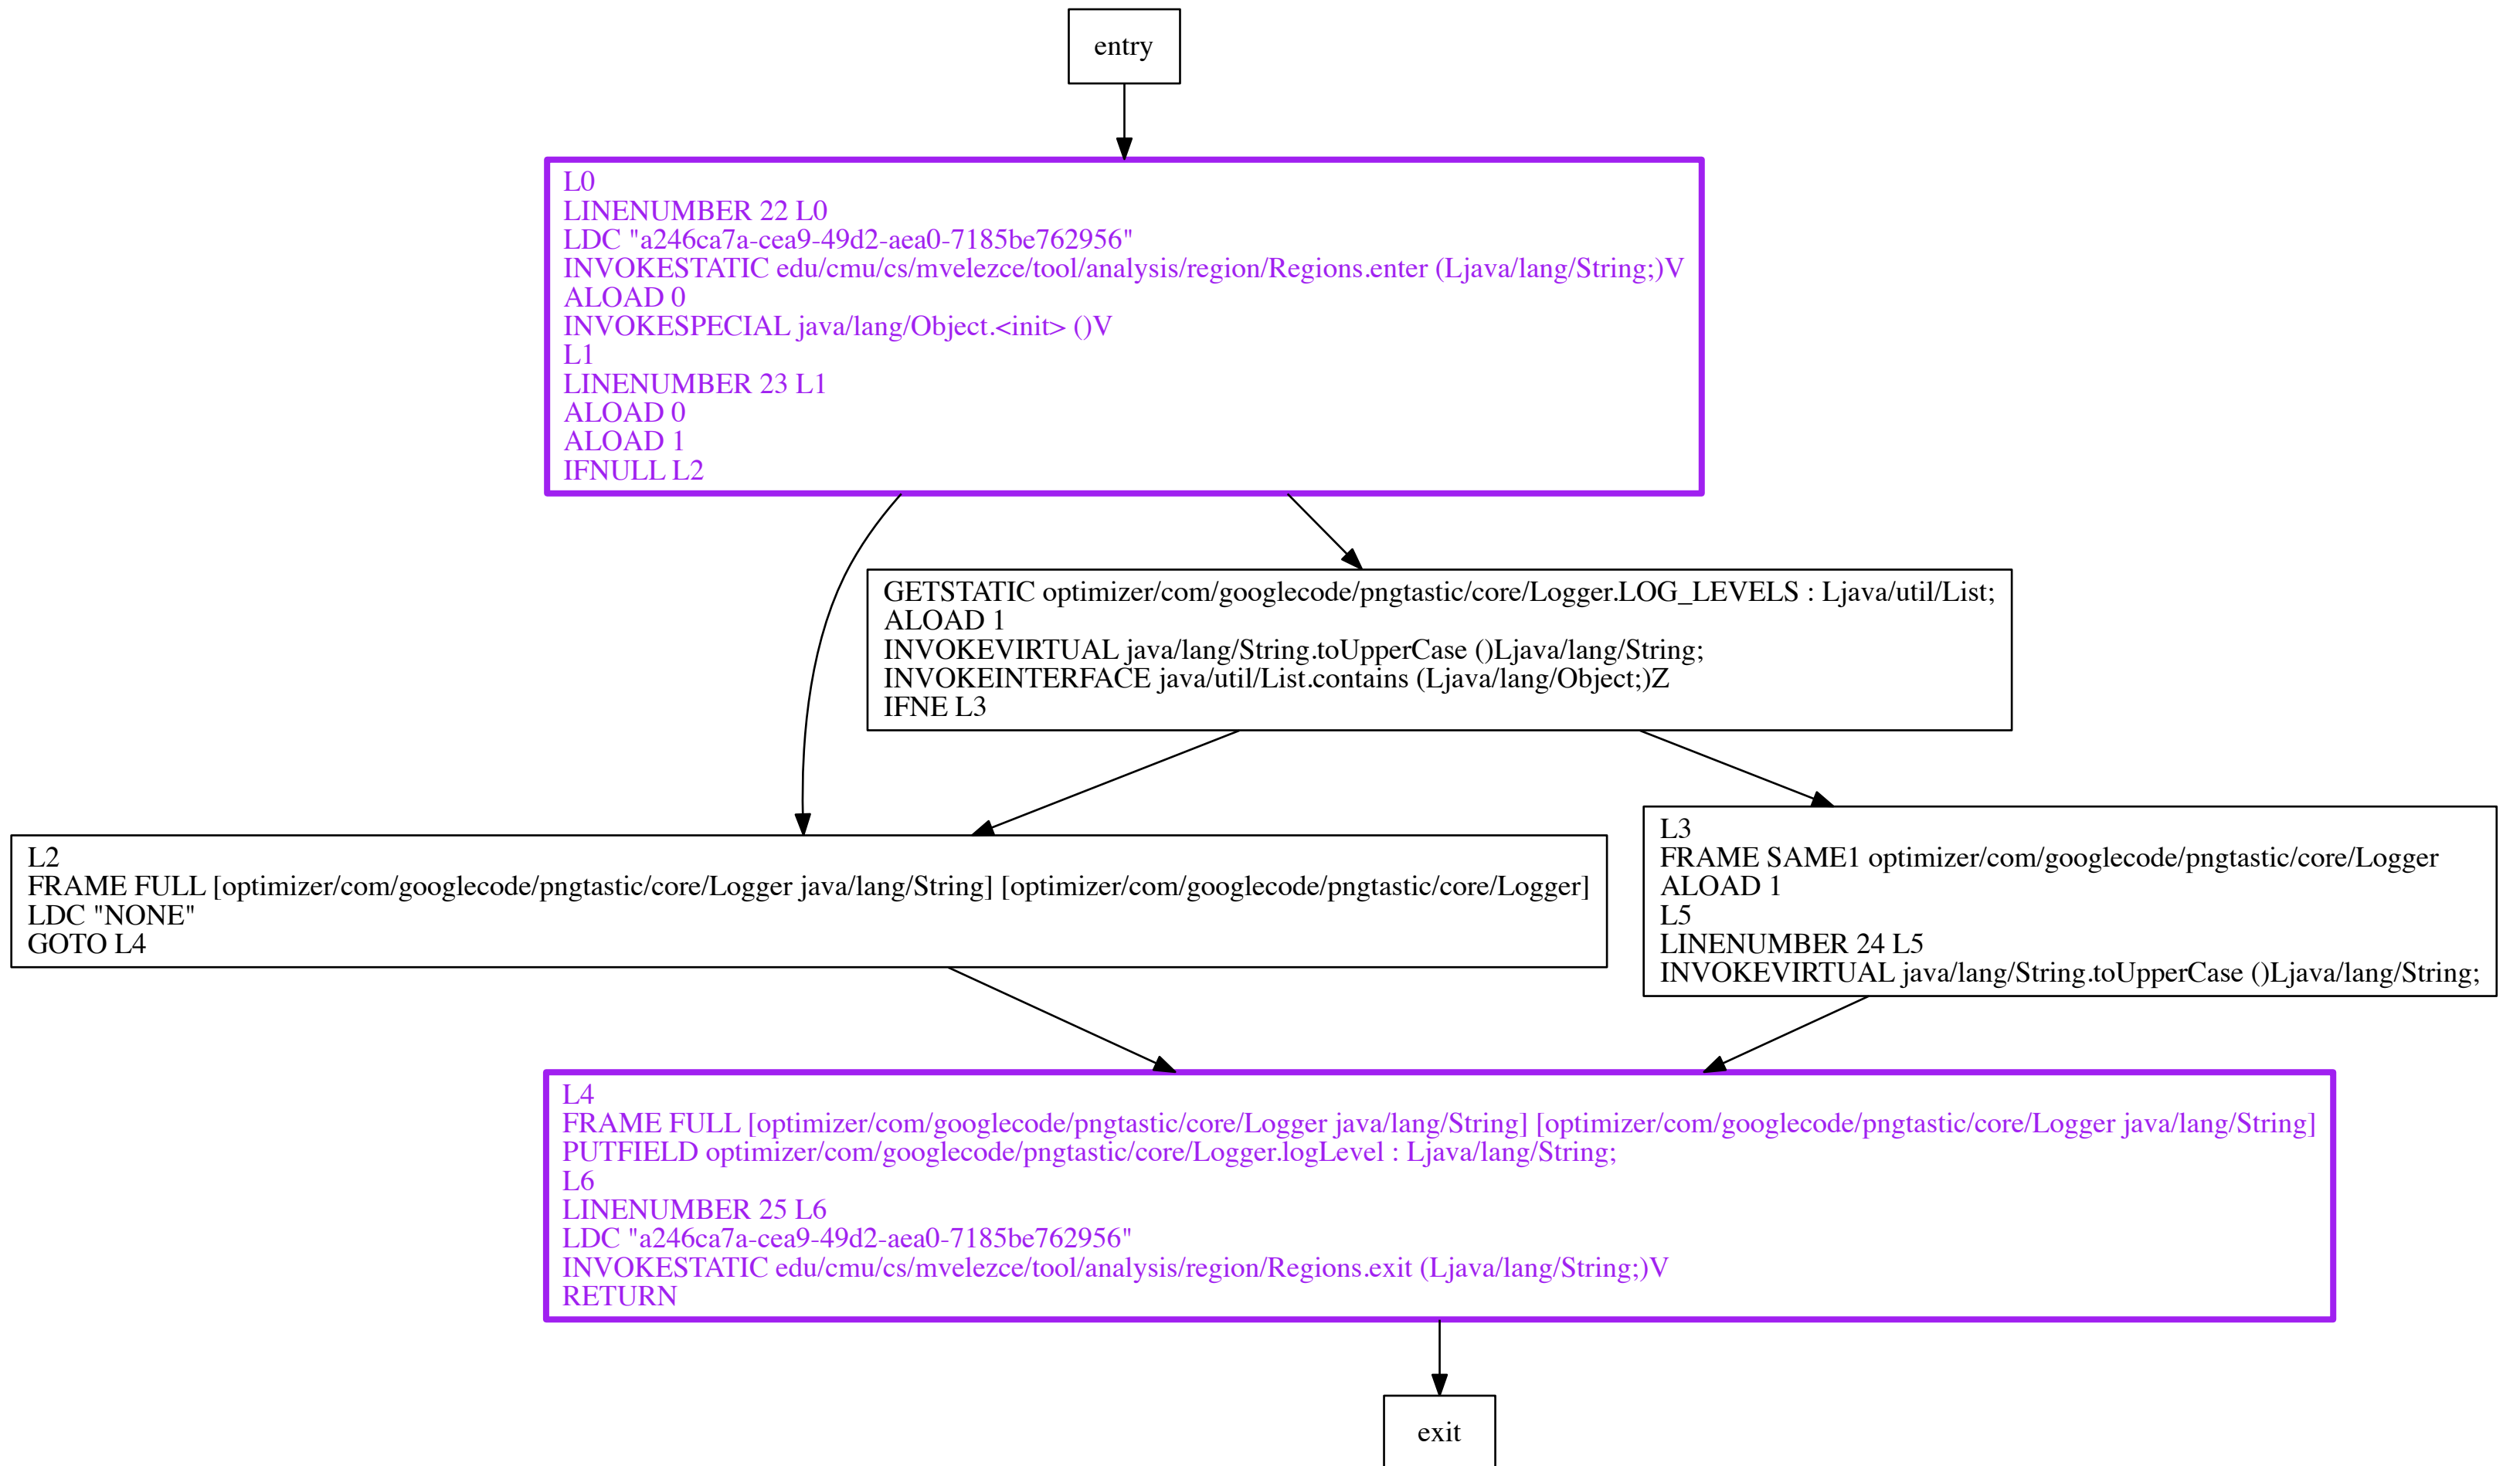 entry
L0
LINENUMBER 22 L0
LDC "a246ca7a-cea9-49d2-aea0-7185be762956"
INVOKESTATIC edu/cmu/cs/mvelezce/tool/analysis/region/Regions.enter (Ljava/lang/String;)V
ALOAD 0
INVOKESPECIAL java/lang/Object.<init> ()V
L1
LINENUMBER 23 L1
ALOAD 0
ALOAD 1
IFNULL L2
GETSTATIC optimizer/com/googlecode/pngtastic/core/Logger.LOG_LEVELS : Ljava/util/List;
ALOAD 1
INVOKEVIRTUAL java/lang/String.toUpperCase ()Ljava/lang/String;
INVOKEINTERFACE java/util/List.contains (Ljava/lang/Object;)Z
IFNE L3
L2
FRAME FULL [optimizer/com/googlecode/pngtastic/core/Logger java/lang/String] [optimizer/com/googlecode/pngtastic/core/Logger]
LDC "NONE"
GOTO L4
L3
FRAME SAME1 optimizer/com/googlecode/pngtastic/core/Logger
ALOAD 1
L5
LINENUMBER 24 L5
INVOKEVIRTUAL java/lang/String.toUpperCase ()Ljava/lang/String;
L4
FRAME FULL [optimizer/com/googlecode/pngtastic/core/Logger java/lang/String] [optimizer/com/googlecode/pngtastic/core/Logger java/lang/String]
PUTFIELD optimizer/com/googlecode/pngtastic/core/Logger.logLevel : Ljava/lang/String;
L6
LINENUMBER 25 L6
LDC "a246ca7a-cea9-49d2-aea0-7185be762956"
INVOKESTATIC edu/cmu/cs/mvelezce/tool/analysis/region/Regions.exit (Ljava/lang/String;)V
RETURN
exit